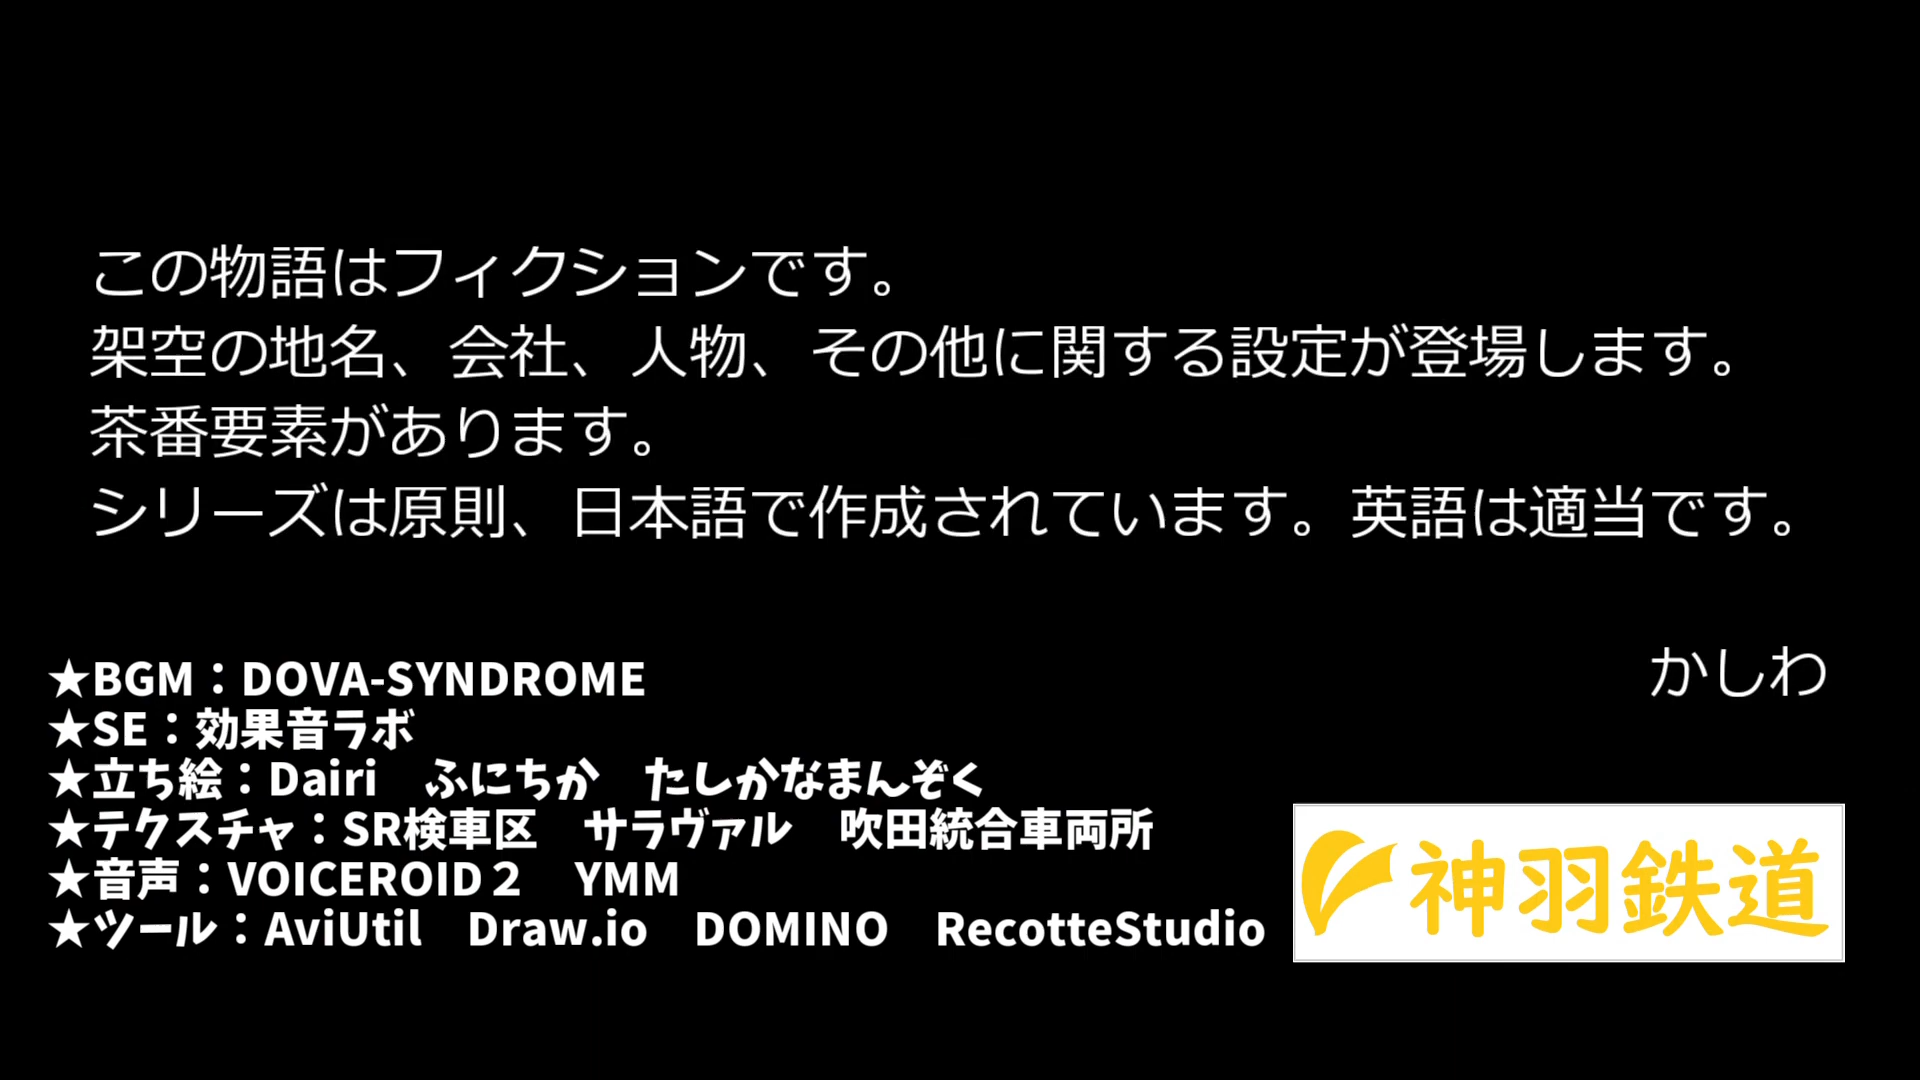 この物語はフィクションです。
架空の地名、会社、人物、その他に関する設定が登場します。
茶番要素があります。
シリーズは原則、日本語で作成されています。英語は適当です。
かしわ
★BGM：DOVA-SYNDROME
★SE：効果音ラボ
★立ち絵：Dairi　ふにちか　たしかなまんぞく
★テクスチャ：SR検車区　サラヴァル　吹田統合車両所
★音声：VOICEROID２　YMM
★ツール：AviUtil　Draw.io　DOMINO　RecotteStudio
神羽鉄道